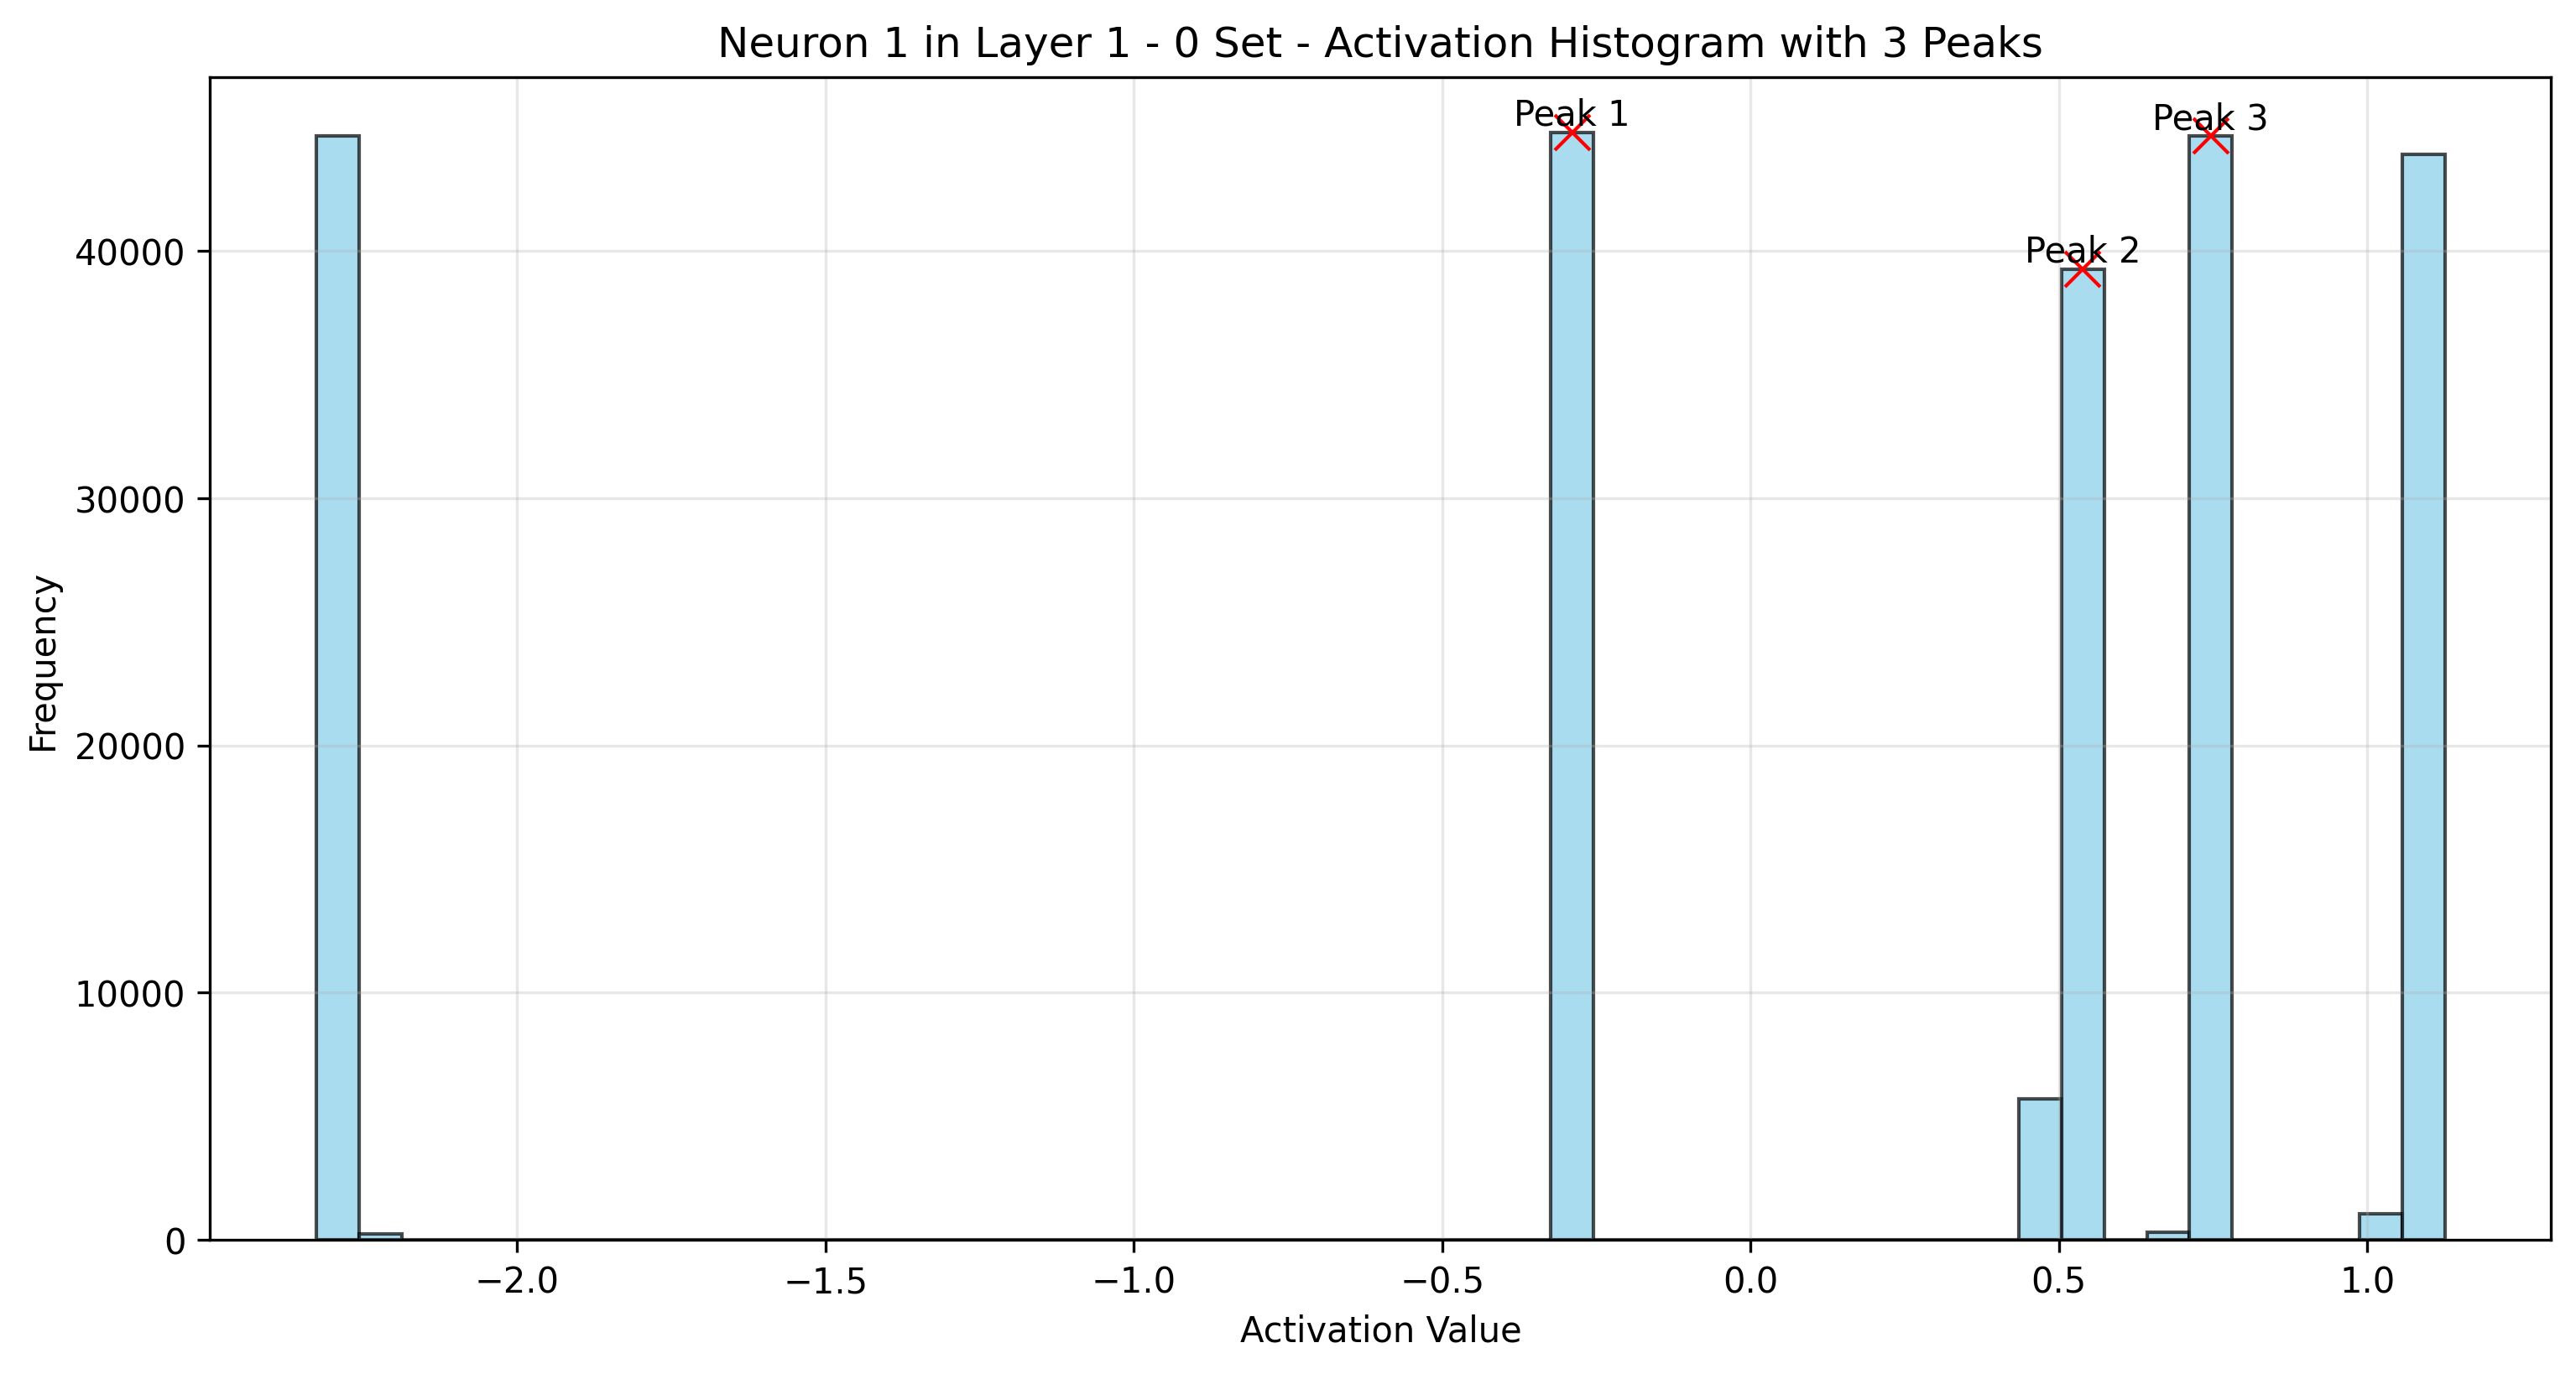 Neuron 1 in Layer 1 - 0 Set - Activation Histogram with 3 Peaks
Peak 1
Peak 3
Peak 2
Frequency
40000
30000
20000
10000
0
−2.0
−1.5
−1.0
−0.5
0.0
0.5
1.0
Activation Value